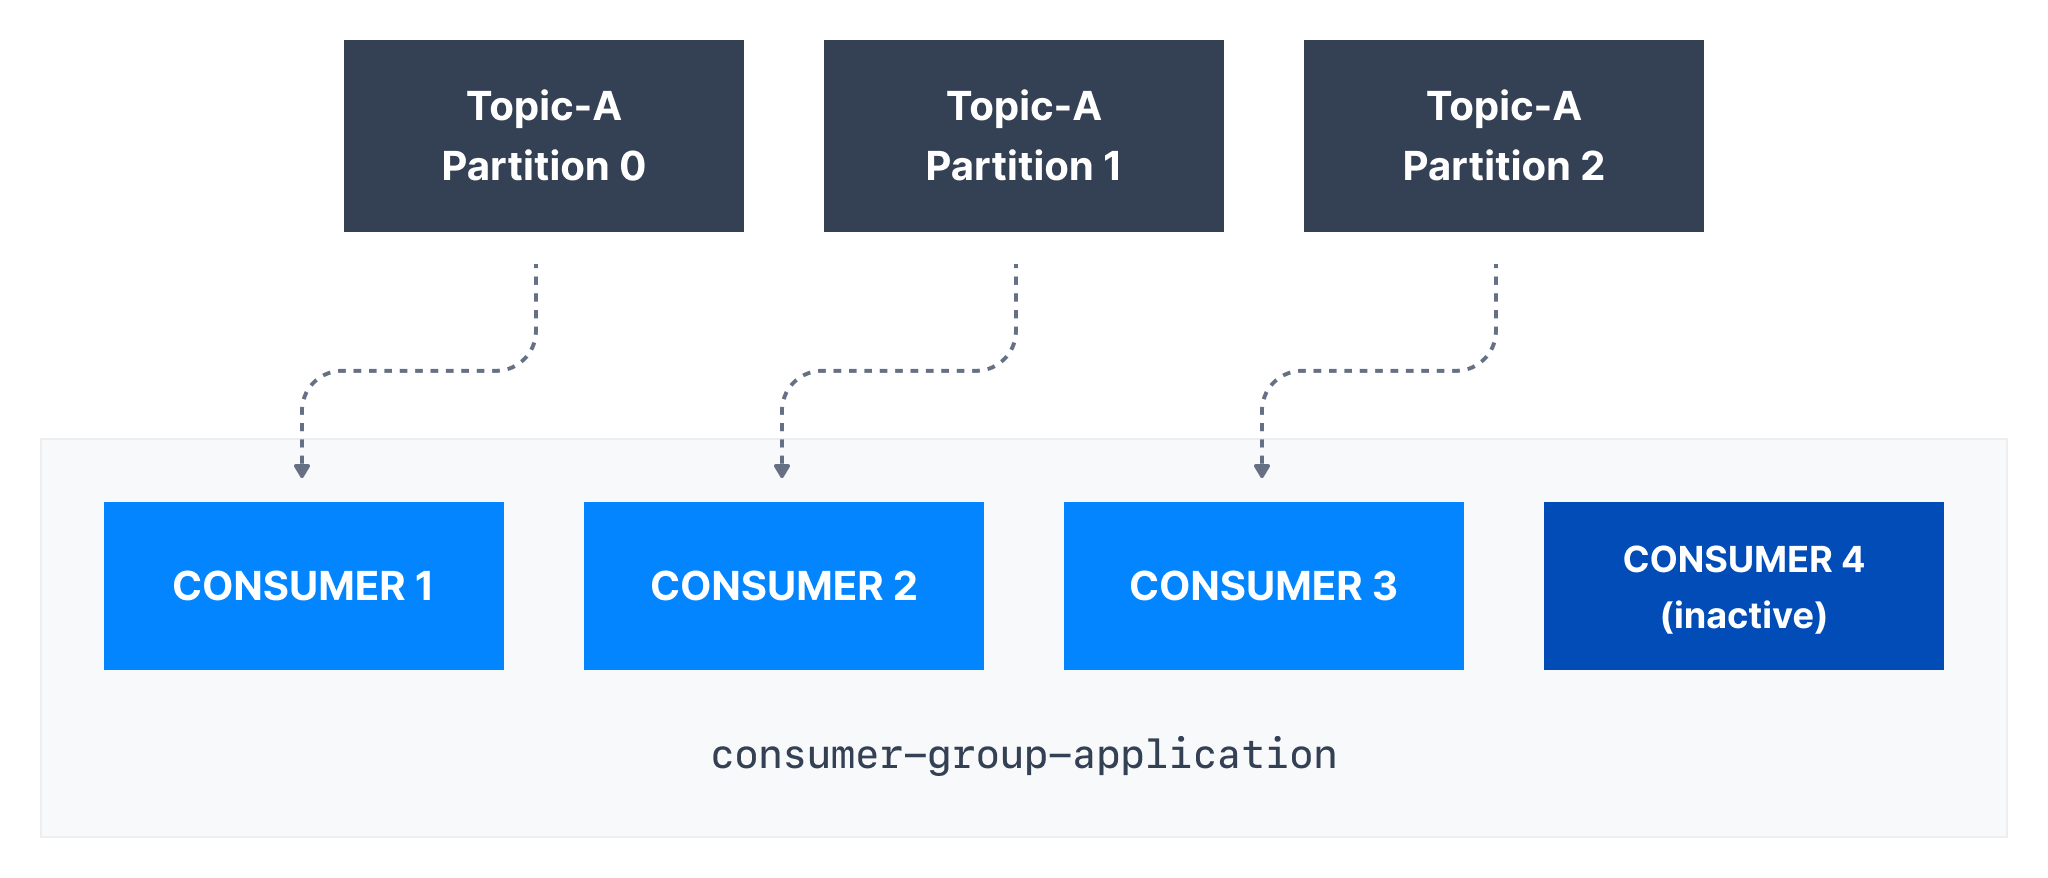 Topic-A
Partition 0
Topic-A
Partition 1
Topic-A
Partition 2
CONSUMER 1
CONSUMER 2
CONSUMER 3
CONSUMER 4
(inactive)
consumer-group-application